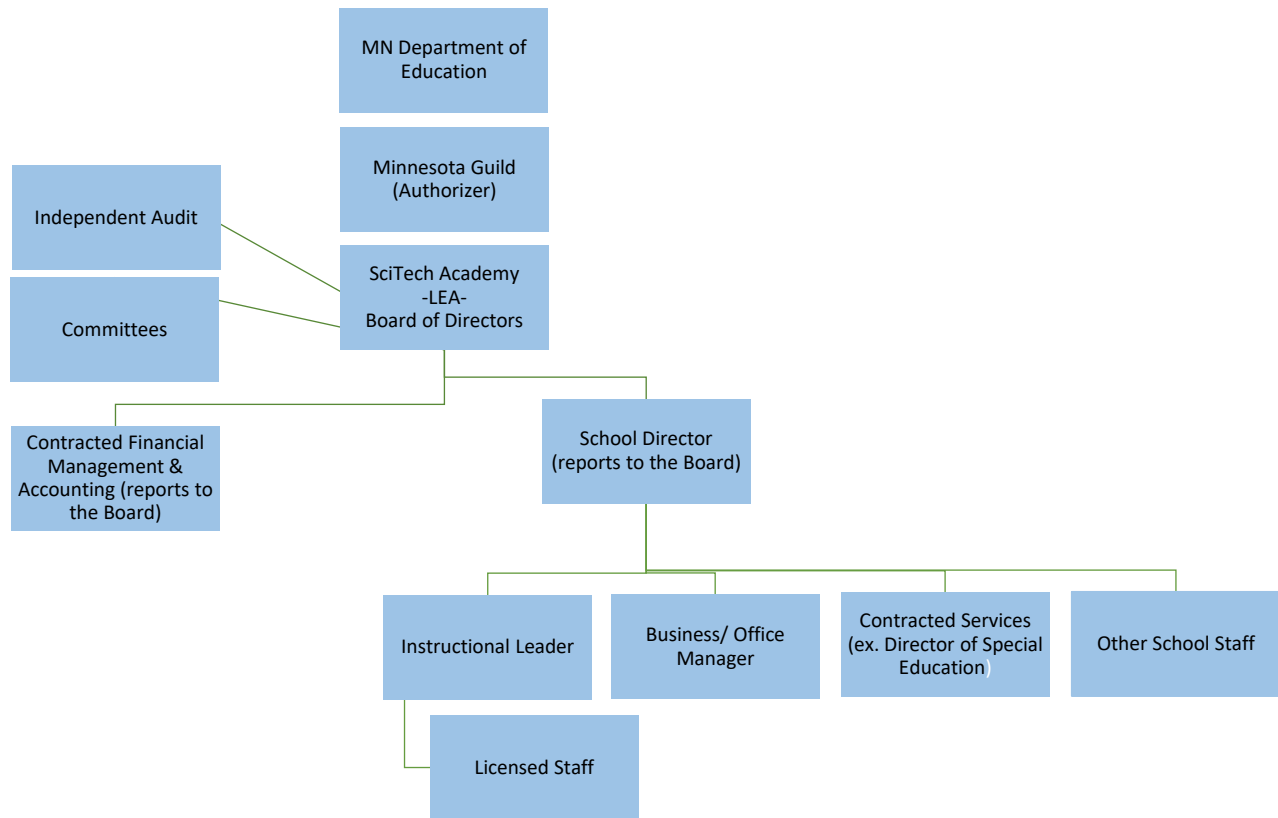 MN Department of
Education
Minnesota Guild
(Authorizer)
Independent Audit
SciTech Academy
-LEA-
Board of Directors
Committees
Contracted Financial
Management &
Accounting (reports to
the Board)
School Director
(reports to the Board)
Instructional Leader
Business/ Office
Manager
Contracted Services
(ex. Director of Special
Education)
Other School Staff
Licensed Staff